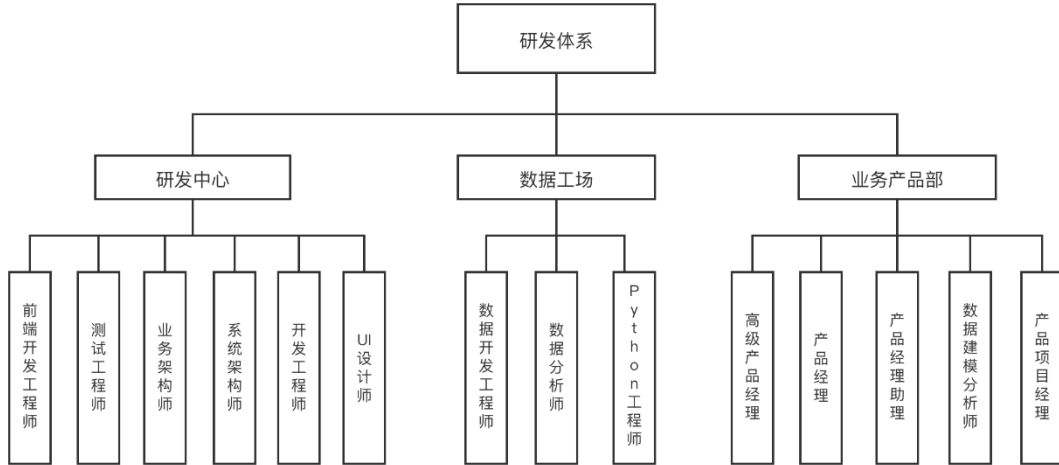 研发体系
研发中心
数据工场
业务产品部
前端开发工程师
测试工程师
业务架构师
系统架构师
开发工程师
UI设计师
数据开发工程师
数据分析师
Python工程师
高级产品经理
产品经理
产品经理助理
数据建模分析师
产品项目经理